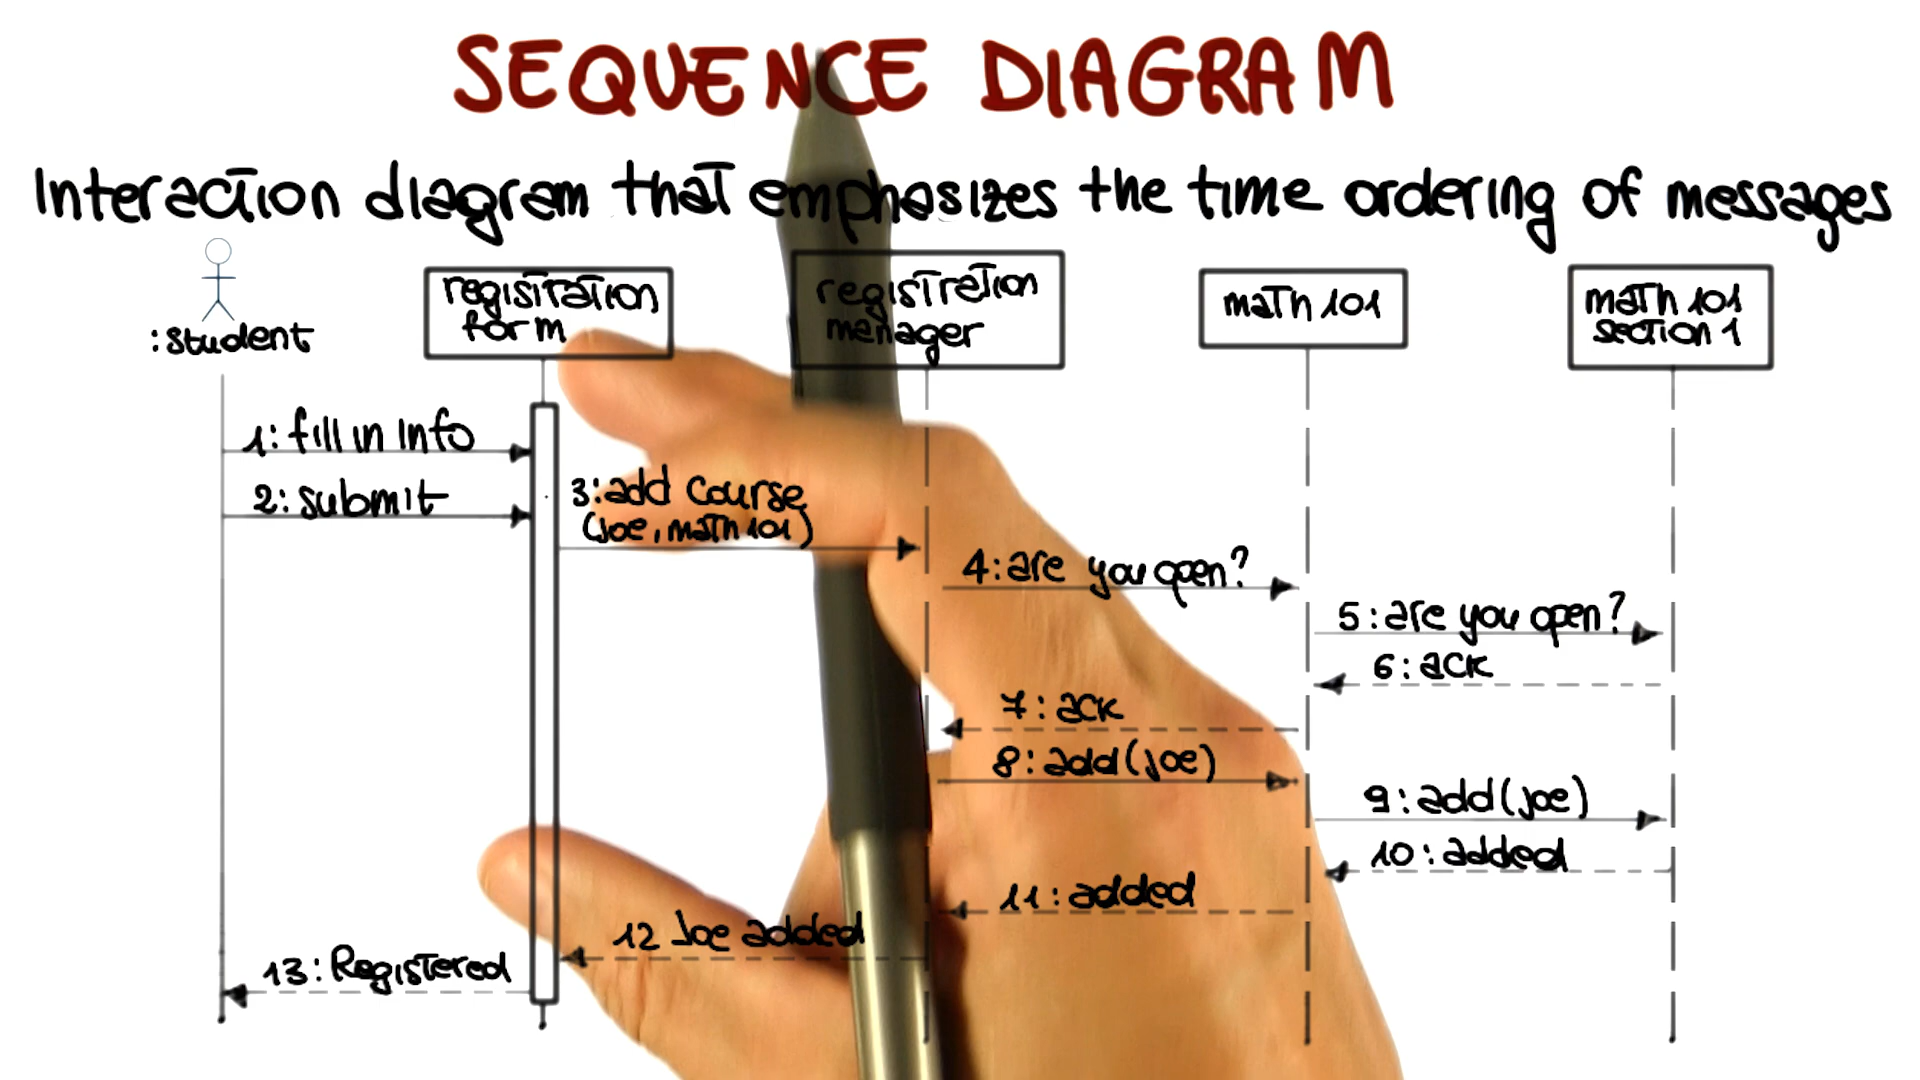 SEQUENCE DIAGRAM
Interaction diagram that emphasizes the time ordering of messages
:student
registration
form
registration
manager
math 101
math 101
section 1
1: fill in info
2: submit
3: add course
(joe, math 101)
4: are you open?
5: are you open?
6: ack
7: ack
8: add (joe)
9: add (joe)
10: added
11: added
12 Joe added
13: Registered